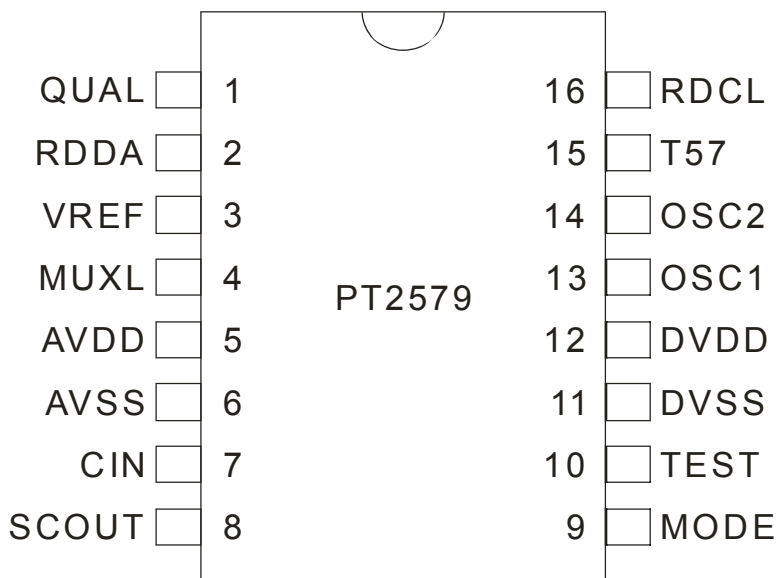 QUAL 1 16 RDCL
RDDA 2 15 T57
VREF 3 14 OSC2
MUXL 4 13 OSC1
PT2579
AVDD 5 12 DVDD
AVSS 6 11 DVSS
CIN 7 10 TEST
SCOUT 8 9 MODE